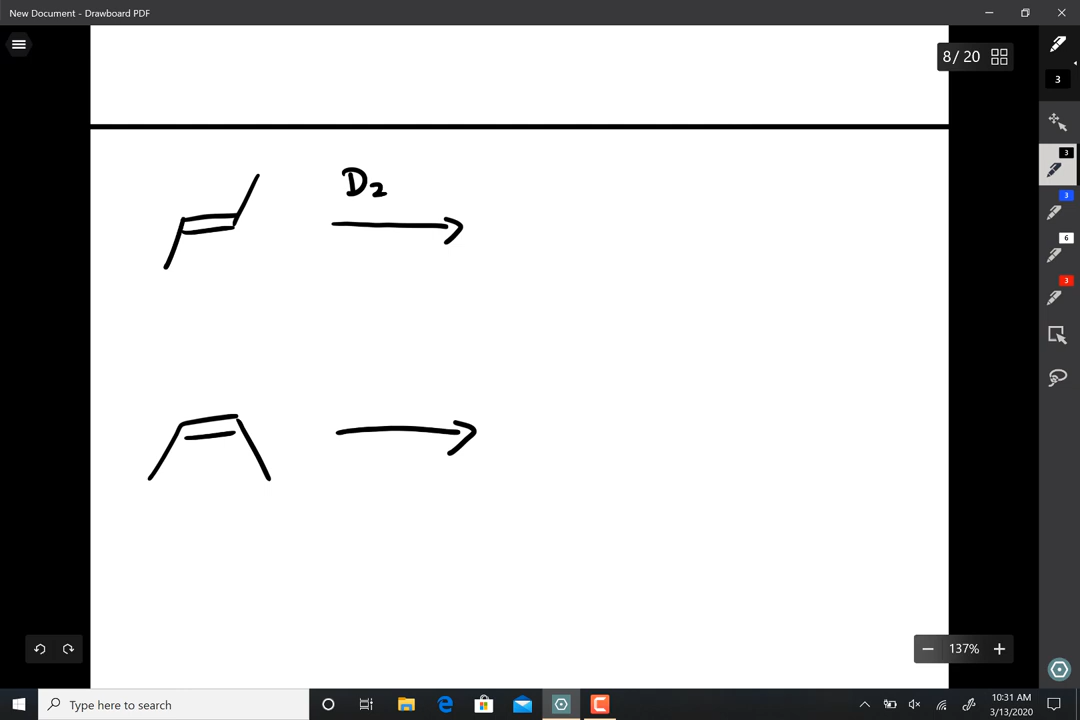 New Document - Drawboard PDF
8 / 20
3
3
D₂
3
6
3
137%
Type here to search
10:31 AM
3/13/2020